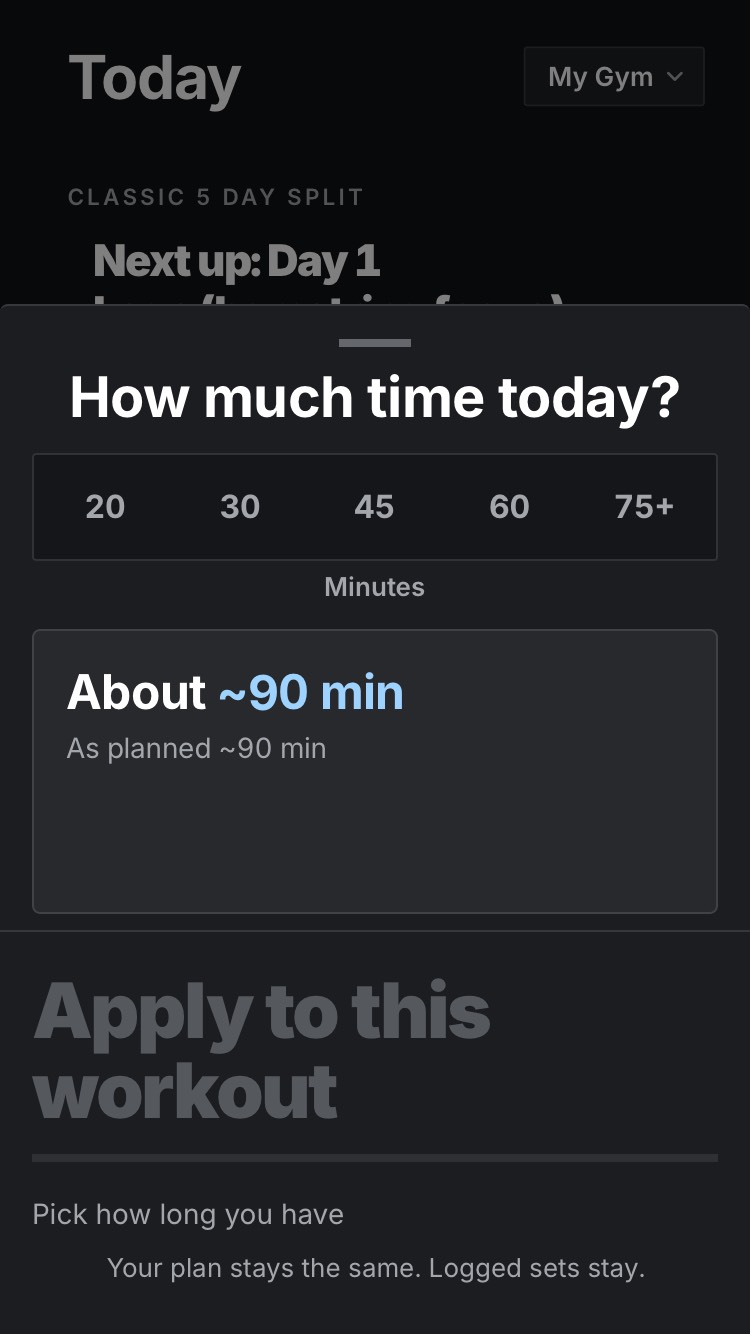 Today
My Gym
CLASSIC 5 DAY SPLIT
Next up: Day 1
How much time today?
20 30 45 60 75+
Minutes
About ~90 min
As planned ~90 min
Apply to this
workout
Pick how long you have
Your plan stays the same. Logged sets stay.